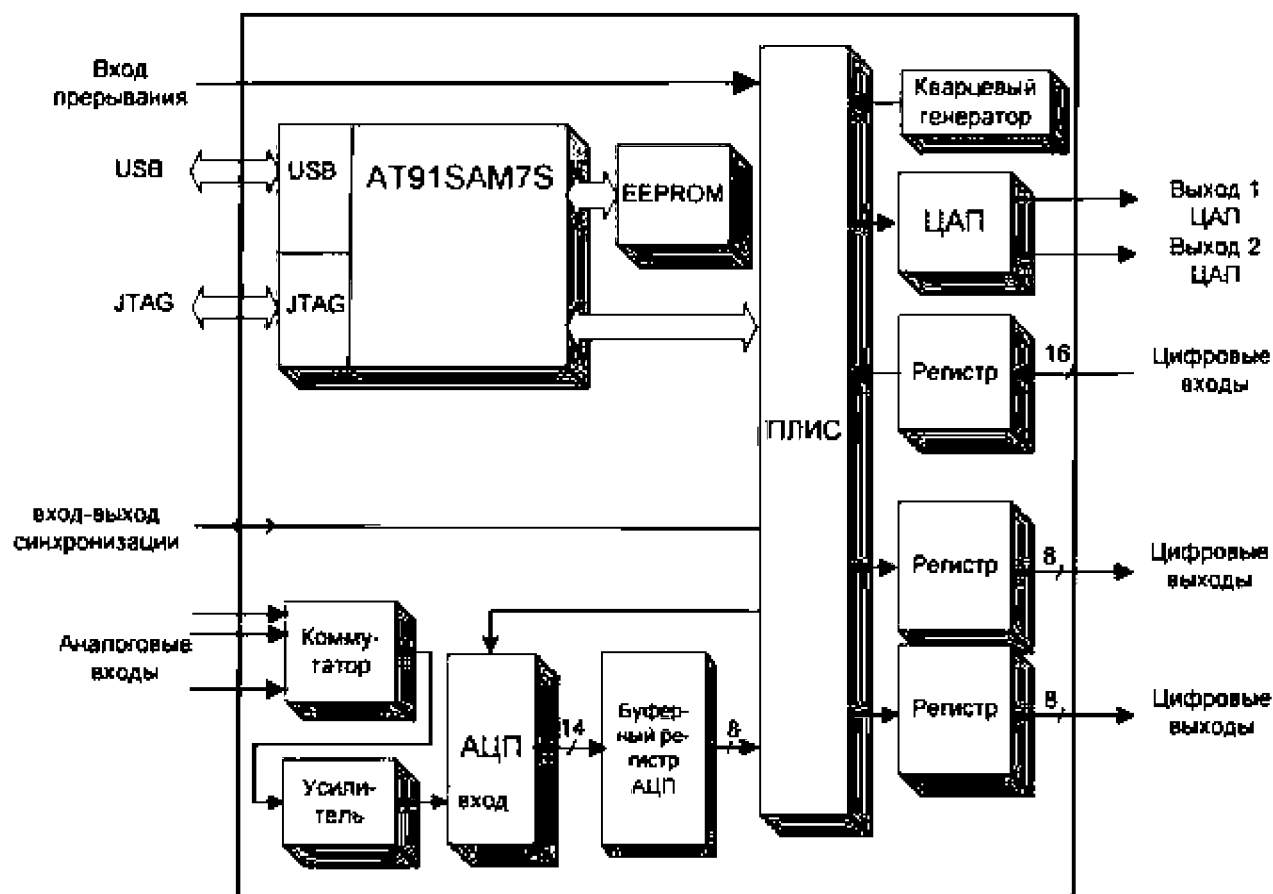 Вход
прерывания
Кварцевый
генератор
USB
USB
AT91SAM7S
EEPROM
ЦАП
Выход 1
ЦАП
Выход 2
ЦАП
JTAG
JTAG
Регистр
16
Цифровые
входы
ПЛИС
вход-выход
синхронизации
Регистр
8
Цифровые
выходы
Аналоговые
входы
Комму-
татор
АЦП
вход
14
Буфер-
ный ре-
гистр
АЦП
8
Регистр
8
Цифровые
выходы
Усили-
тель